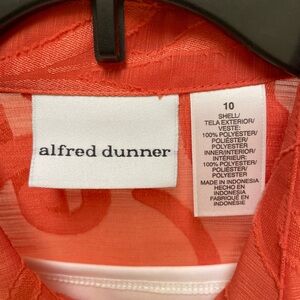 alfred dunner
10
SHELL/
TELA EXTERIOR/
VESTE:
100% POLYESTER/
POLIÉSTER/
POLYESTER
INNER/INTERIOR/
INTÉRIEUR:
100% POLYESTER/
POLIÉSTER/
POLYESTER
MADE IN INDONESIA
HECHO EN
INDONESIA
FABRIQUÉ EN
INDONÉSIE